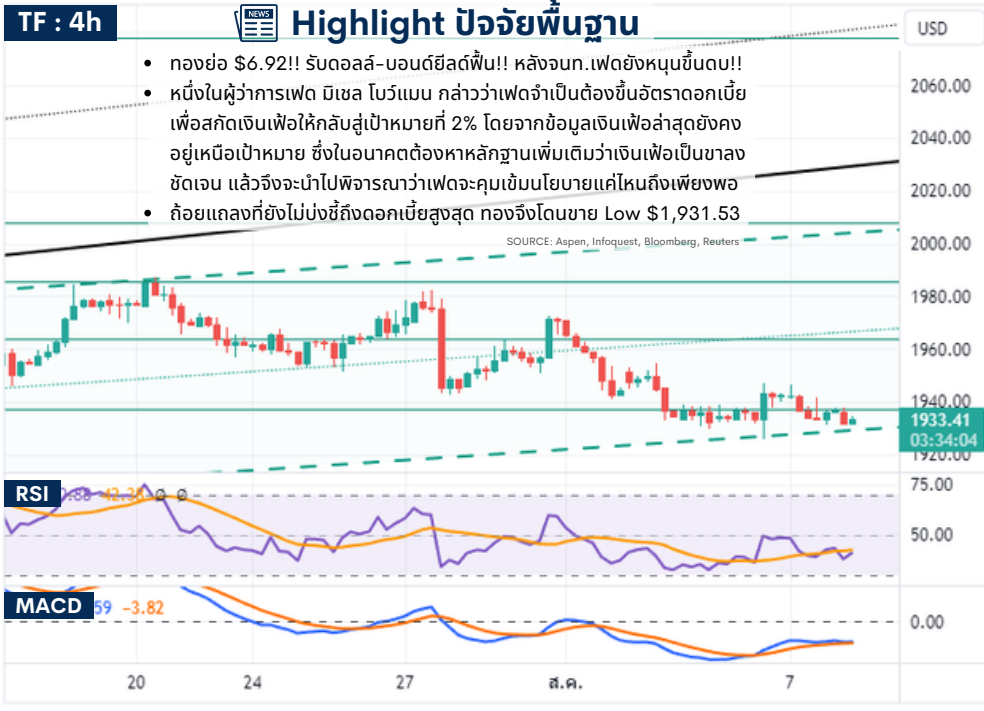 TF : 4h
NEWS
Highlight ปัจจัยพื้นฐาน
USD
• ทองย่อ $6.92!! รับดอลล์-บอนด์ยีลด์ฟื้น!! หลังจนท.เฟดยังหนุนขึ้นดบ!!
• หนึ่งในผู้ว่าการเฟด มิเชล โบว์แมน กล่าวว่าเฟดจำเป็นต้องขึ้นอัตราดอกเบี้ย
เพื่อสกัดเงินเฟ้อให้กลับสู่เป้าหมายที่ 2% โดยจากข้อมูลเงินเฟ้อล่าสุดยังคง
อยู่เหนือเป้าหมาย ซึ่งในอนาคตต้องหาหลักฐานเพิ่มเติมว่าเงินเฟ้อเป็นขาลง
ชัดเจน แล้วจึงจะนำไปพิจารณาว่าเฟดจะคุมเข้มนโยบายแค่ไหนถึงเพียงพอ
• ถ้อยแถลงที่ยังไม่บ่งชี้ถึงดอกเบี้ยสูงสุด ทองจึงโดนขาย Low $1,931.53
SOURCE: Aspen, Infoquest, Bloomberg, Reuters
2060.00
2040.00
2020.00
2000.00
1980.00
1960.00
1940.00
1933.41
03:34:04
1920.00
RSI
75.00
50.00
MACD
59 -3.82
0.00
20 24 27 ส.ค. 7